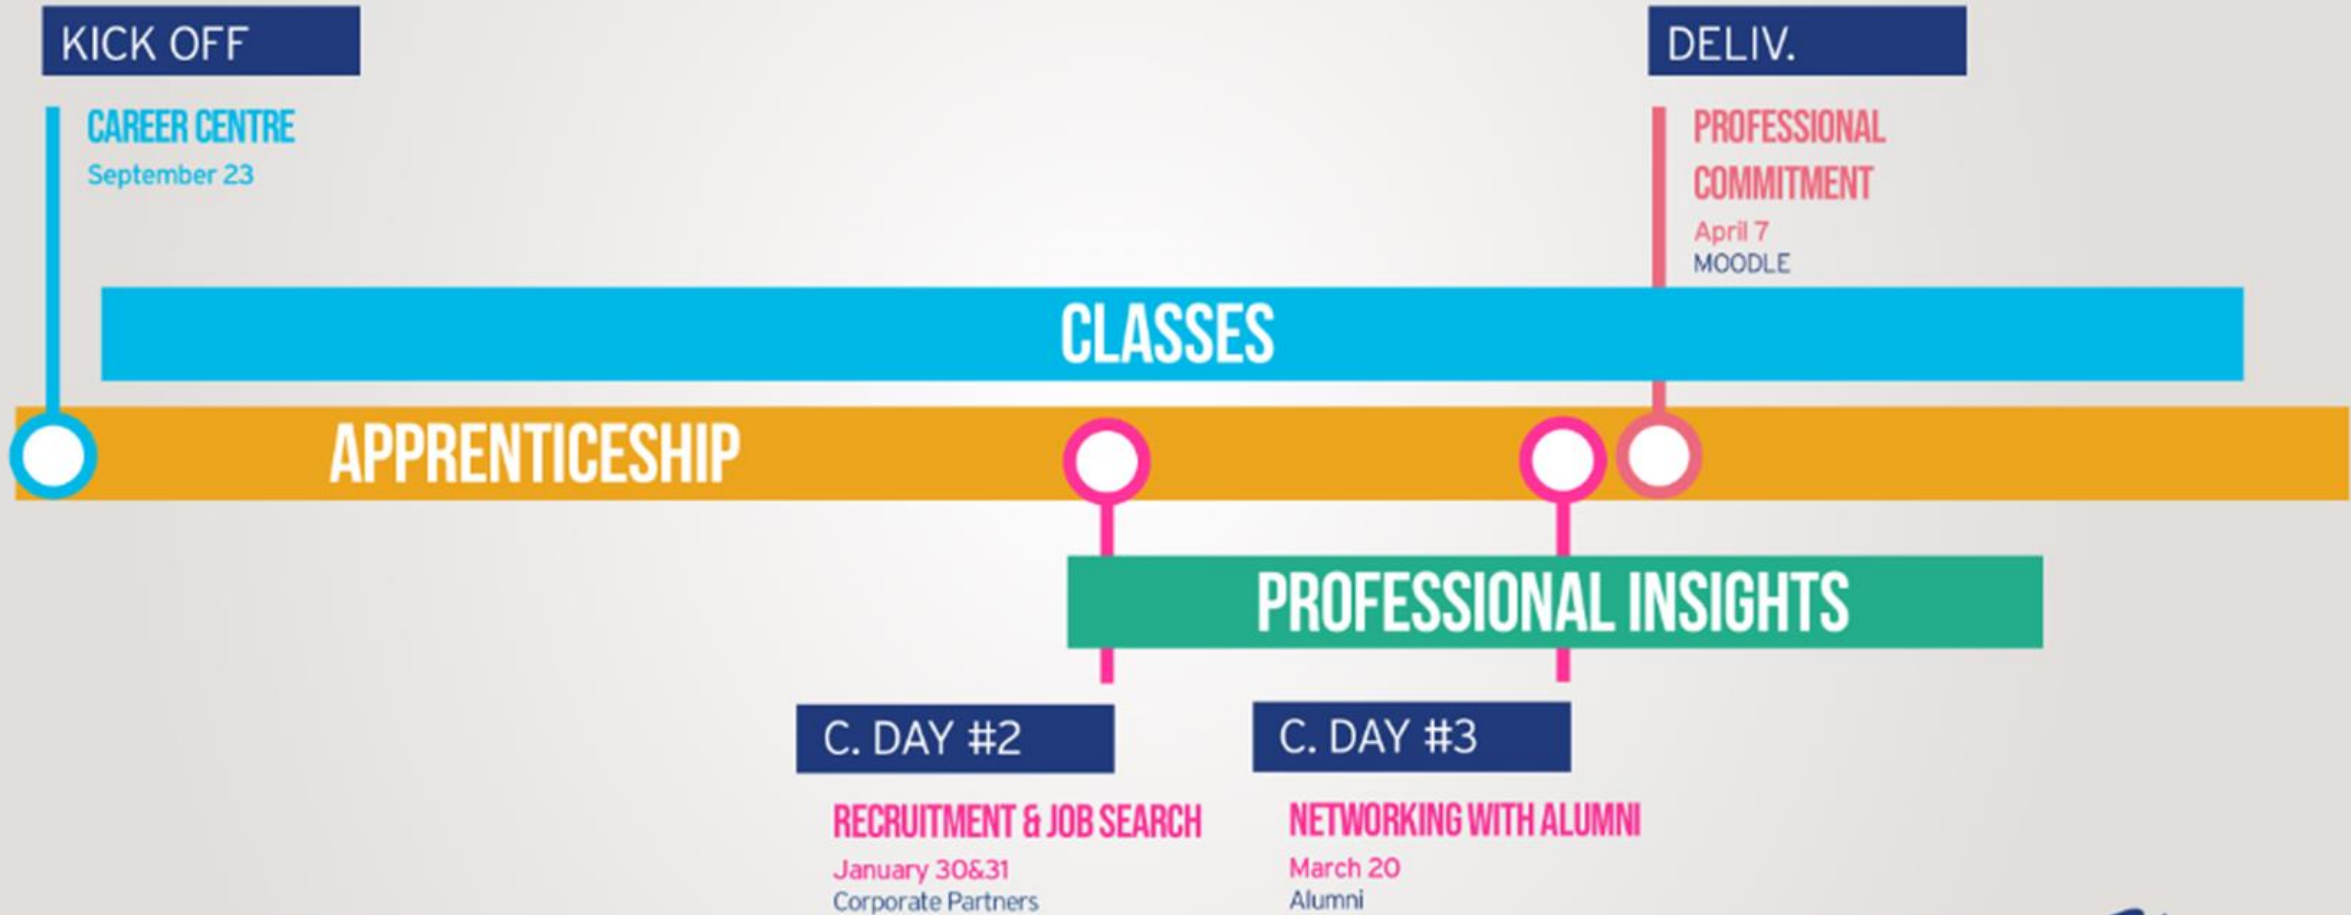 KICK OFF
CAREER CENTRE
September 23
DELIV.
PROFESSIONAL
COMMITMENT
April 7
MOODLE
CLASSES
APPRENTICESHIP
PROFESSIONAL INSIGHTS
C. DAY #2
RECRUITMENT & JOB SEARCH
January 30&31
Corporate Partners
C. DAY #3
NETWORKING WITH ALUMNI
March 20
Alumni